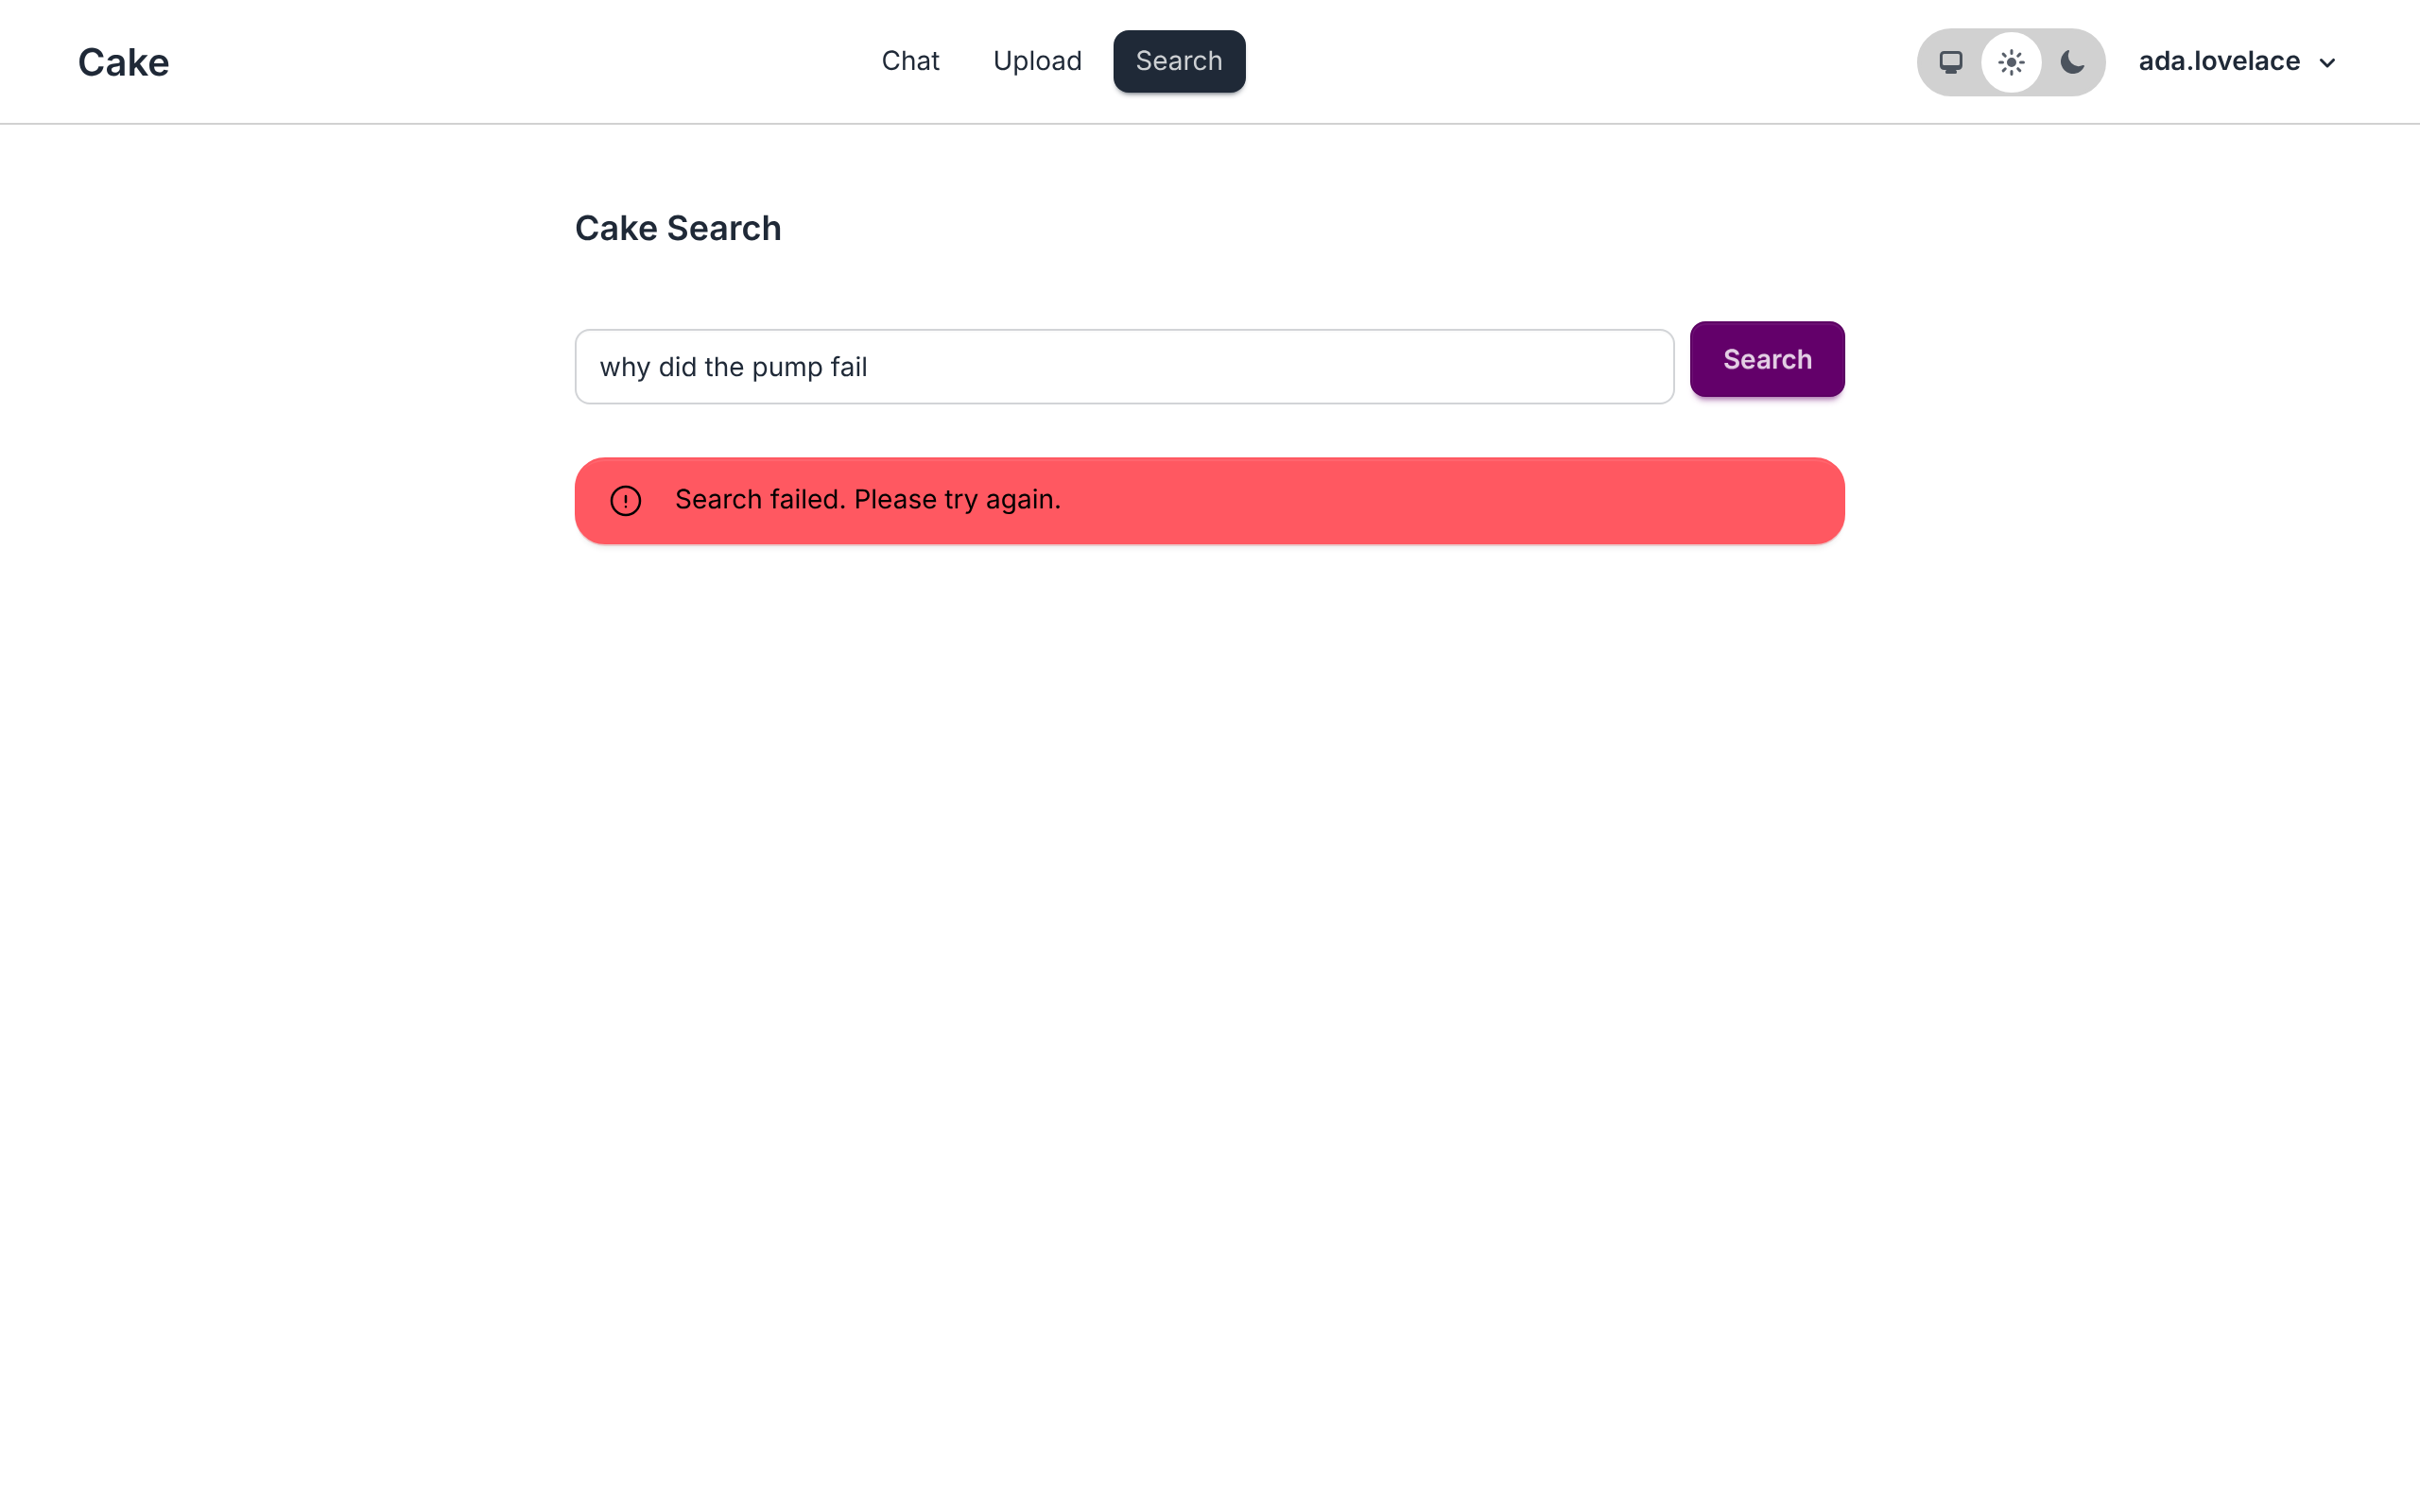 Cake
Chat Upload Search
ada.lovelace
Cake Search
why did the pump fail
Search
Search failed. Please try again.